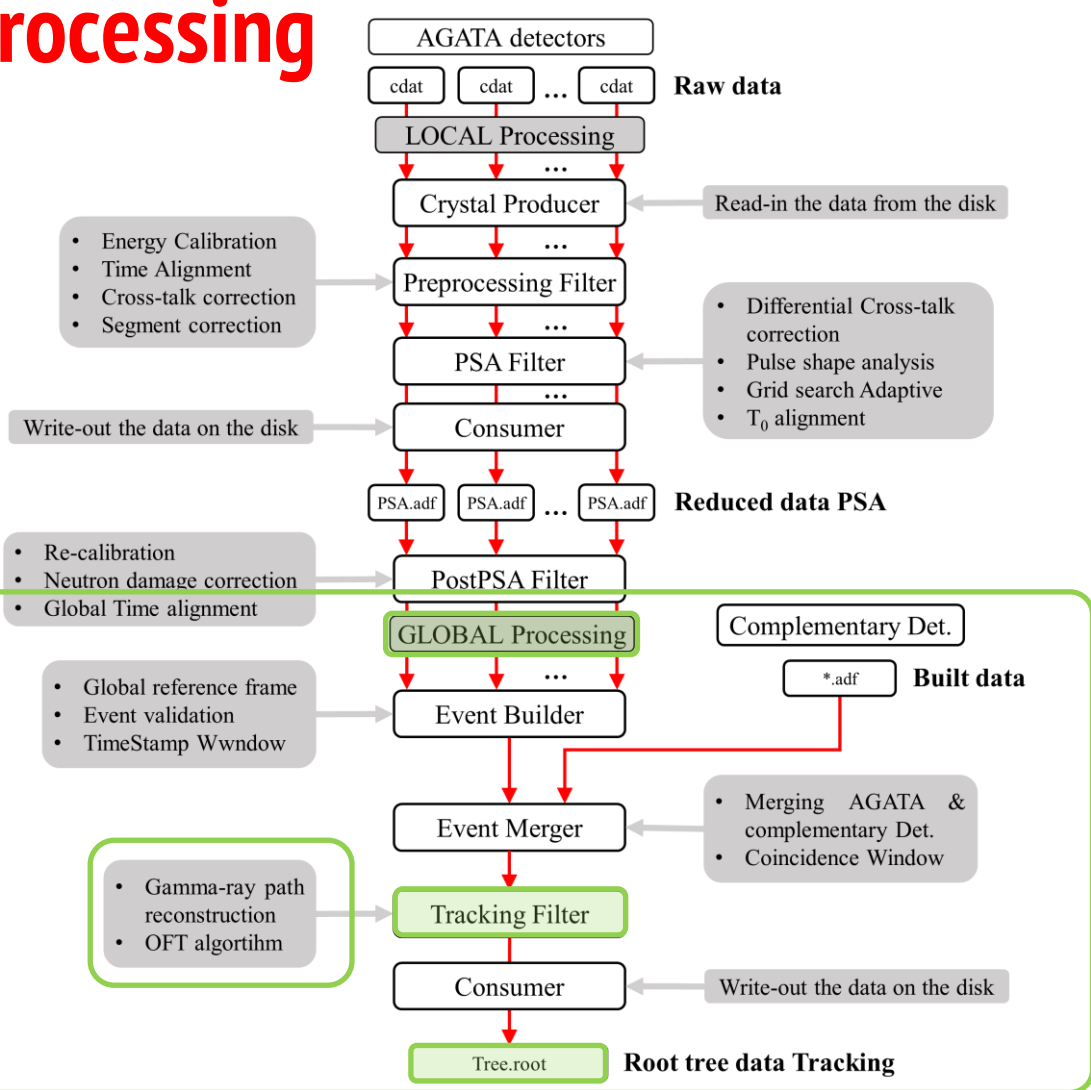 rocessing
AGATA detectors
cdat cdat ... cdat Raw data
LOCAL Processing
...
Crystal Producer
Read-in the data from the disk
...
• Energy Calibration
• Time Alignment
• Cross-talk correction
• Segment correction
Preprocessing Filter
...
• Differential Cross-talk
correction
• Pulse shape analysis
• Grid search Adaptive
• T₀ alignment
PSA Filter
...
Write-out the data on the disk
Consumer
PSA.adf PSA.adf ... PSA.adf Reduced data PSA
• Re-calibration
• Neutron damage correction
• Global Time alignment
PostPSA Filter
GLOBAL Processing
Complementary Det.
*.adf Built data
...
• Global reference frame
• Event validation
• TimeStamp Wwndow
Event Builder
Event Merger
• Merging AGATA &
complementary Det.
• Coincidence Window
• Gamma-ray path
reconstruction
• OFT algortihm
Tracking Filter
Consumer
Write-out the data on the disk
Tree.root Root tree data Tracking